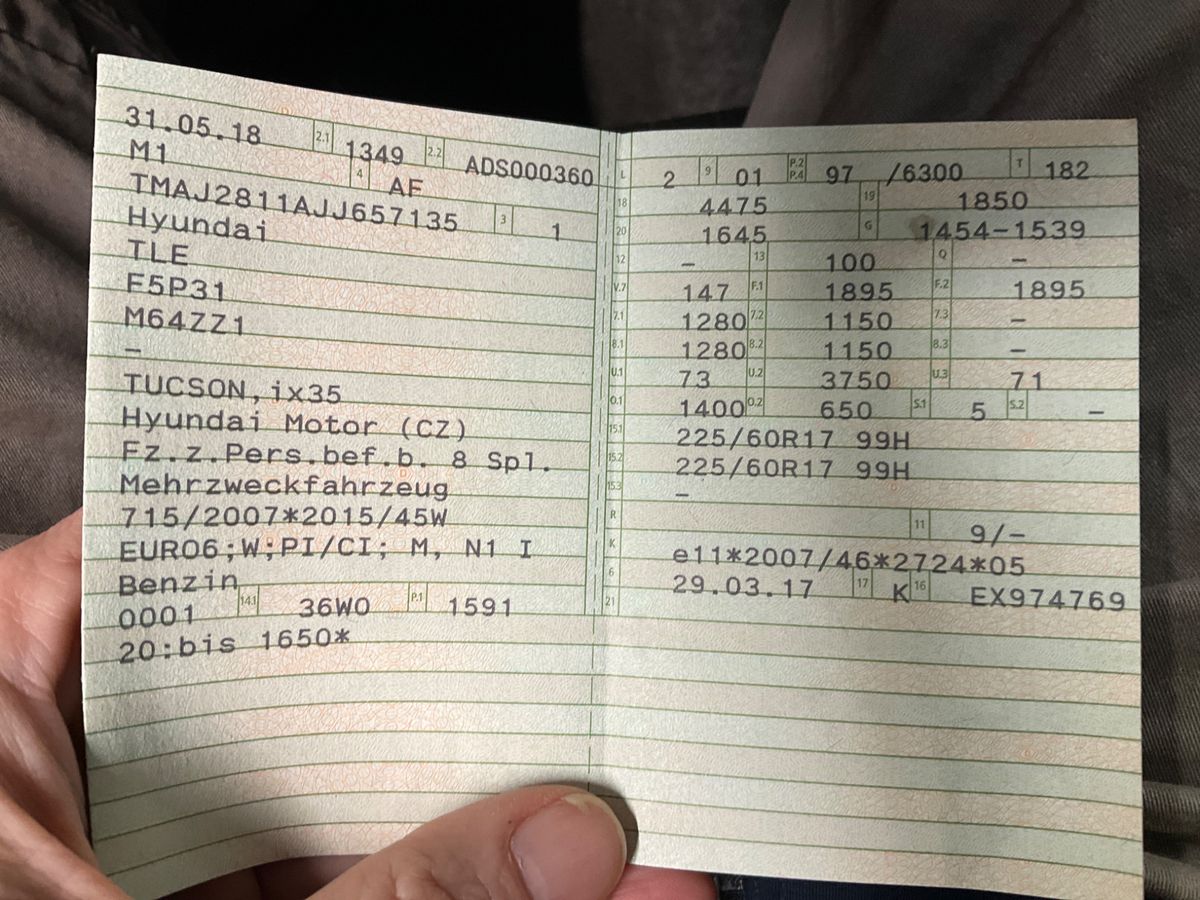 31.05.18 2.1 1349 2.2 ADS000360
M1 4 AF
TMAJ2811AJJ657135 3 1
Hyundai
TLE
F5P31
M64ZZ1
–
TUCSON,ix35
Hyundai Motor (CZ)
Fz.z.Pers.bef.b. 8 Spl.
Mehrzweckfahrzeug
715/2007*2015/45W
EURO6;W;PI/CI; M, N1 I
Benzin
0001 14.1 36W0 P.1 1591
20:bis 1650*
L 2 9 01 P.2 P.4 97 /6300 T 182
18 4475 19 1850
20 1645 G 1454-1539
12 – 13 100 Q –
V.7 147 F.1 1895 F.2 1895
7.1 1280 7.2 1150 7.3 –
8.1 1280 8.2 1150 8.3 –
U.1 73 U.2 3750 U.3 71
O.1 1400 O.2 650 S.1 5 S.2 –
15.1 225/60R17 99H
15.2 225/60R17 99H
15.3 –
R 11 9/–
K e11*2007/46*2724*05
6 29.03.17 17 K 16 EX974769
21